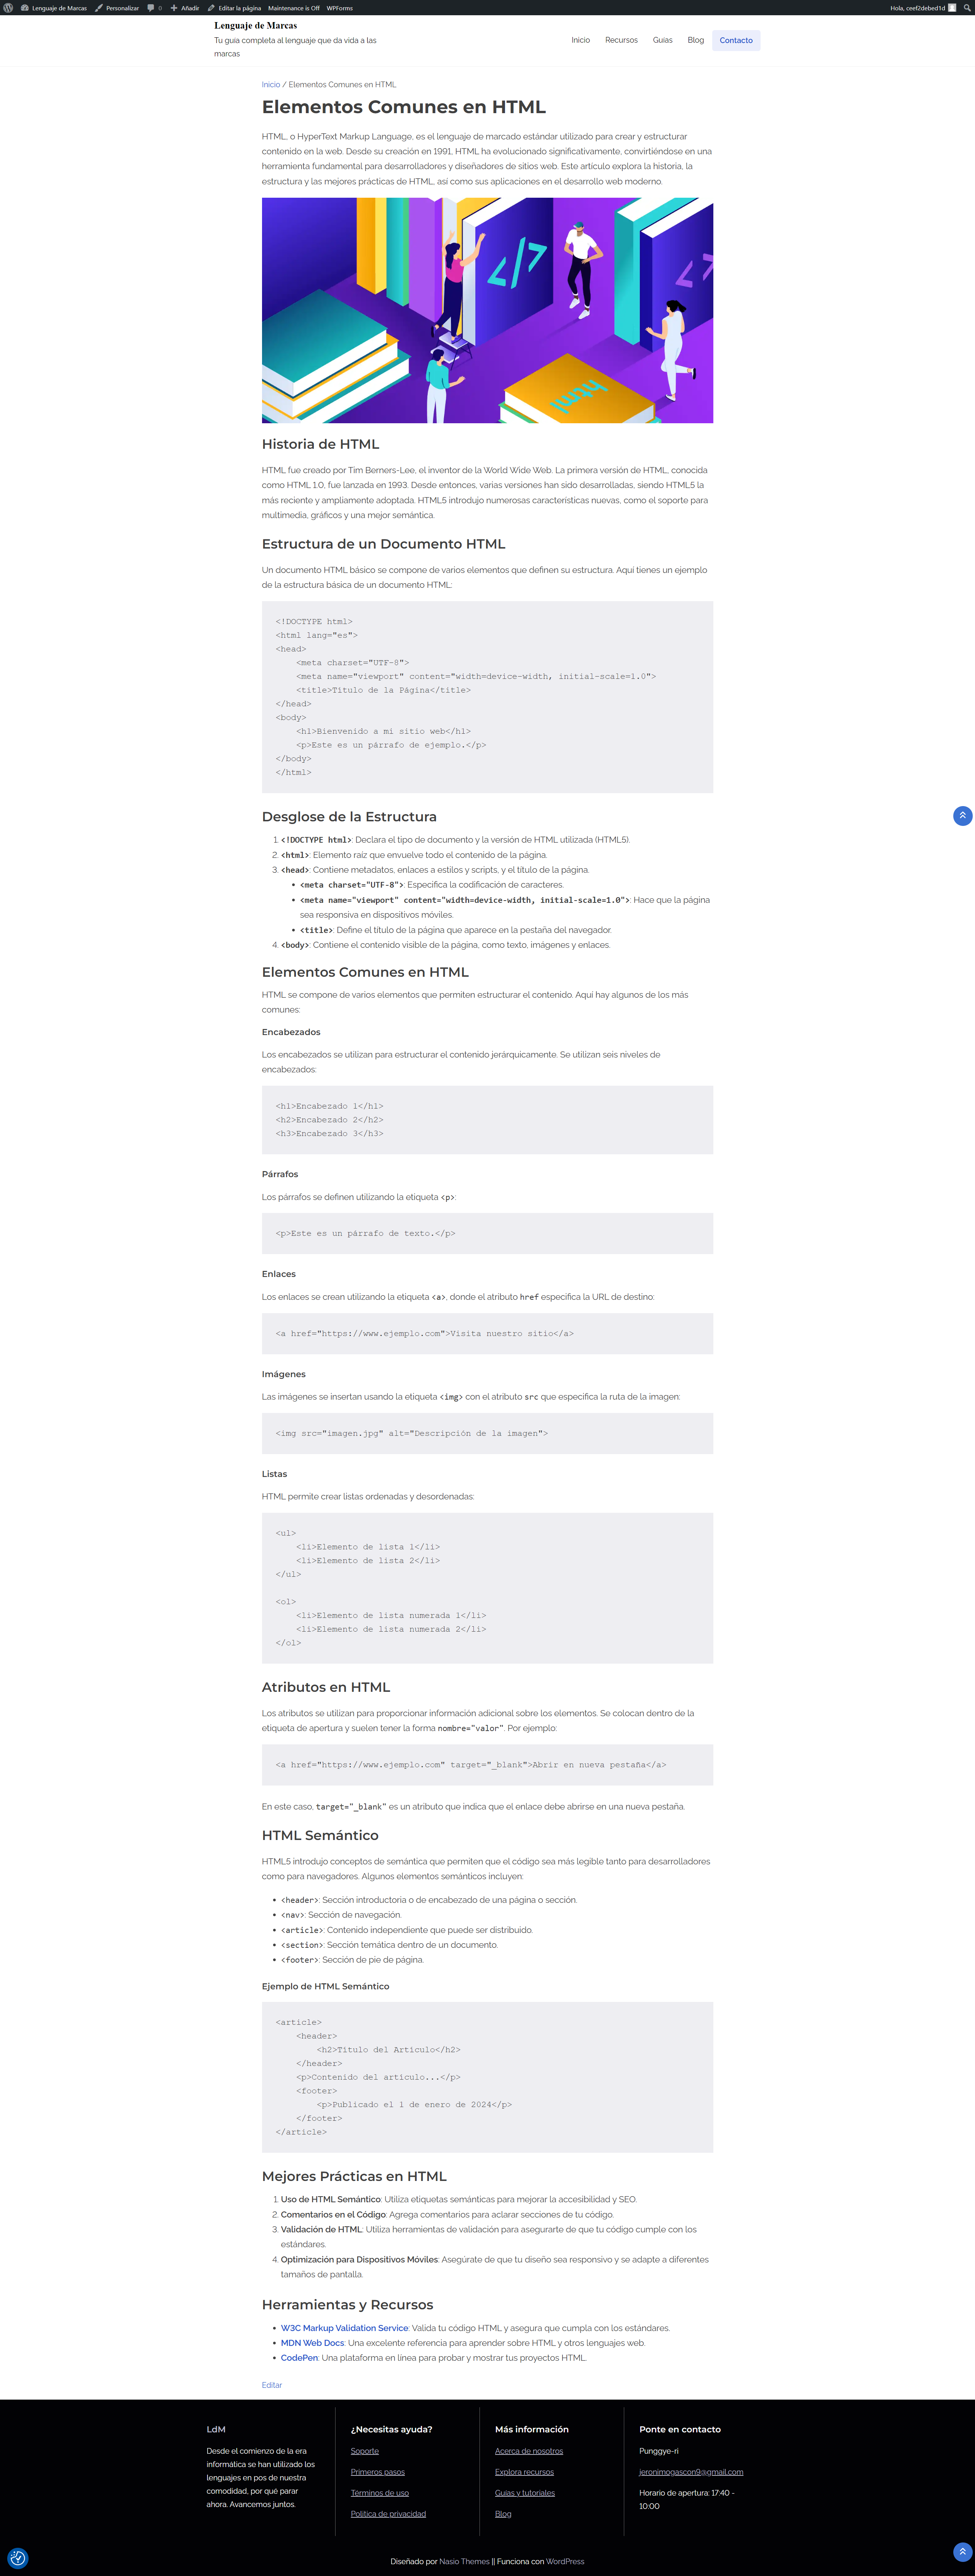 Lenguaje de Marcas Personalizar 0 Añadir Editar la página Maintenance is Off WPForms Hola, ceef2debed1d
Lenguaje de Marcas
Tu guía completa al lenguaje que da vida a las
marcas
Inicio Recursos Guías Blog Contacto
Inicio / Elementos Comunes en HTML
Elementos Comunes en HTML
HTML, o HyperText Markup Language, es el lenguaje de marcado estándar utilizado para crear y estructurar
contenido en la web. Desde su creación en 1991, HTML ha evolucionado significativamente, convirtiéndose en una
herramienta fundamental para desarrolladores y diseñadores de sitios web. Este artículo explora la historia, la
estructura y las mejores prácticas de HTML, así como sus aplicaciones en el desarrollo web moderno.
</>
html
Historia de HTML
HTML fue creado por Tim Berners-Lee, el inventor de la World Wide Web. La primera versión de HTML, conocida
como HTML 1.0, fue lanzada en 1993. Desde entonces, varias versiones han sido desarrolladas, siendo HTML5 la
más reciente y ampliamente adoptada. HTML5 introdujo numerosas características nuevas, como el soporte para
multimedia, gráficos y una mejor semántica.
Estructura de un Documento HTML
Un documento HTML básico se compone de varios elementos que definen su estructura. Aquí tienes un ejemplo
de la estructura básica de un documento HTML:
<!DOCTYPE html>
<html lang="es">
<head>
    <meta charset="UTF-8">
    <meta name="viewport" content="width=device-width, initial-scale=1.0">
    <title>Título de la Página</title>
</head>
<body>
    <h1>Bienvenido a mi sitio web</h1>
    <p>Este es un párrafo de ejemplo.</p>
</body>
</html>
Desglose de la Estructura
1. <!DOCTYPE html>: Declara el tipo de documento y la versión de HTML utilizada (HTML5).
2. <html>: Elemento raíz que envuelve todo el contenido de la página.
3. <head>: Contiene metadatos, enlaces a estilos y scripts, y el título de la página.
• <meta charset="UTF-8">: Especifica la codificación de caracteres.
• <meta name="viewport" content="width=device-width, initial-scale=1.0">: Hace que la página
sea responsiva en dispositivos móviles.
• <title>: Define el título de la página que aparece en la pestaña del navegador.
4. <body>: Contiene el contenido visible de la página, como texto, imágenes y enlaces.
Elementos Comunes en HTML
HTML se compone de varios elementos que permiten estructurar el contenido. Aquí hay algunos de los más
comunes:
Encabezados
Los encabezados se utilizan para estructurar el contenido jerárquicamente. Se utilizan seis niveles de
encabezados:
<h1>Encabezado 1</h1>
<h2>Encabezado 2</h2>
<h3>Encabezado 3</h3>
Párrafos
Los párrafos se definen utilizando la etiqueta <p>:
<p>Este es un párrafo de texto.</p>
Enlaces
Los enlaces se crean utilizando la etiqueta <a>, donde el atributo href especifica la URL de destino:
<a href="https://www.ejemplo.com">Visita nuestro sitio</a>
Imágenes
Las imágenes se insertan usando la etiqueta <img> con el atributo src que especifica la ruta de la imagen:
<img src="imagen.jpg" alt="Descripción de la imagen">
Listas
HTML permite crear listas ordenadas y desordenadas:
<ul>
    <li>Elemento de lista 1</li>
    <li>Elemento de lista 2</li>
</ul>
<ol>
    <li>Elemento de lista numerada 1</li>
    <li>Elemento de lista numerada 2</li>
</ol>
Atributos en HTML
Los atributos se utilizan para proporcionar información adicional sobre los elementos. Se colocan dentro de la
etiqueta de apertura y suelen tener la forma nombre="valor". Por ejemplo:
<a href="https://www.ejemplo.com" target="_blank">Abrir en nueva pestaña</a>
En este caso, target="_blank" es un atributo que indica que el enlace debe abrirse en una nueva pestaña.
HTML Semántico
HTML5 introdujo conceptos de semántica que permiten que el código sea más legible tanto para desarrolladores
como para navegadores. Algunos elementos semánticos incluyen:
• <header>: Sección introductoria o de encabezado de una página o sección.
• <nav>: Sección de navegación.
• <article>: Contenido independiente que puede ser distribuido.
• <section>: Sección temática dentro de un documento.
• <footer>: Sección de pie de página.
Ejemplo de HTML Semántico
<article>
    <header>
        <h2>Título del Artículo</h2>
    </header>
    <p>Contenido del artículo...</p>
    <footer>
        <p>Publicado el 1 de enero de 2024</p>
    </footer>
</article>
Mejores Prácticas en HTML
1. Uso de HTML Semántico: Utiliza etiquetas semánticas para mejorar la accesibilidad y SEO.
2. Comentarios en el Código: Agrega comentarios para aclarar secciones de tu código.
3. Validación de HTML: Utiliza herramientas de validación para asegurarte de que tu código cumple con los
estándares.
4. Optimización para Dispositivos Móviles: Asegúrate de que tu diseño sea responsivo y se adapte a diferentes
tamaños de pantalla.
Herramientas y Recursos
• W3C Markup Validation Service: Valida tu código HTML y asegura que cumpla con los estándares.
• MDN Web Docs: Una excelente referencia para aprender sobre HTML y otros lenguajes web.
• CodePen: Una plataforma en línea para probar y mostrar tus proyectos HTML.
Editar
LdM
Desde el comienzo de la era
informática se han utilizado los
lenguajes en pos de nuestra
comodidad, por qué parar
ahora. Avancemos juntos.
¿Necesitas ayuda?
Soporte
Primeros pasos
Términos de uso
Política de privacidad
Más información
Acerca de nosotros
Explora recursos
Guías y tutoriales
Blog
Ponte en contacto
Punggye-ri
jeronimogascon9@gmail.com
Horario de apertura: 17:40 -
10:00
Diseñado por Nasio Themes || Funciona con WordPress